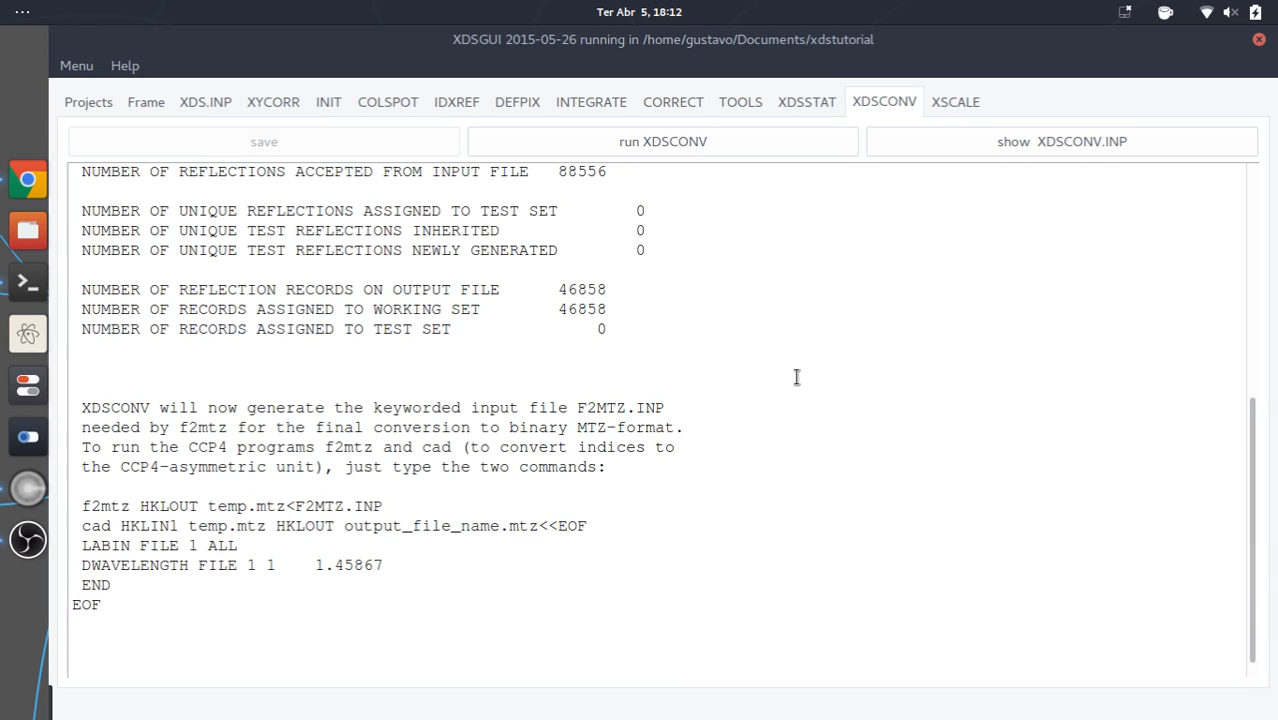 Ter Abr 5, 18:12
XDSGUI 2015-05-26 running in /home/gustavo/Documents/xdstutorial
Menu Help
Projects Frame XDS.INP XYCORR INIT COLSPOT IDXREF DEFPIX INTEGRATE CORRECT TOOLS XDSSTAT XDSCONV XSCALE
save run XDSCONV show XDSCONV.INP
NUMBER OF REFLECTIONS ACCEPTED FROM INPUT FILE 88556
NUMBER OF UNIQUE REFLECTIONS ASSIGNED TO TEST SET 0
NUMBER OF UNIQUE TEST REFLECTIONS INHERITED 0
NUMBER OF UNIQUE TEST REFLECTIONS NEWLY GENERATED 0
NUMBER OF REFLECTION RECORDS ON OUTPUT FILE 46858
NUMBER OF RECORDS ASSIGNED TO WORKING SET 46858
NUMBER OF RECORDS ASSIGNED TO TEST SET 0
XDSCONV will now generate the keyworded input file F2MTZ.INP
needed by f2mtz for the final conversion to binary MTZ-format.
To run the CCP4 programs f2mtz and cad (to convert indices to
the CCP4-asymmetric unit), just type the two commands:
f2mtz HKLOUT temp.mtz<F2MTZ.INP
cad HKLIN1 temp.mtz HKLOUT output_file_name.mtz<<EOF
LABIN FILE 1 ALL
DWAVELENGTH FILE 1 1 1.45867
END
EOF